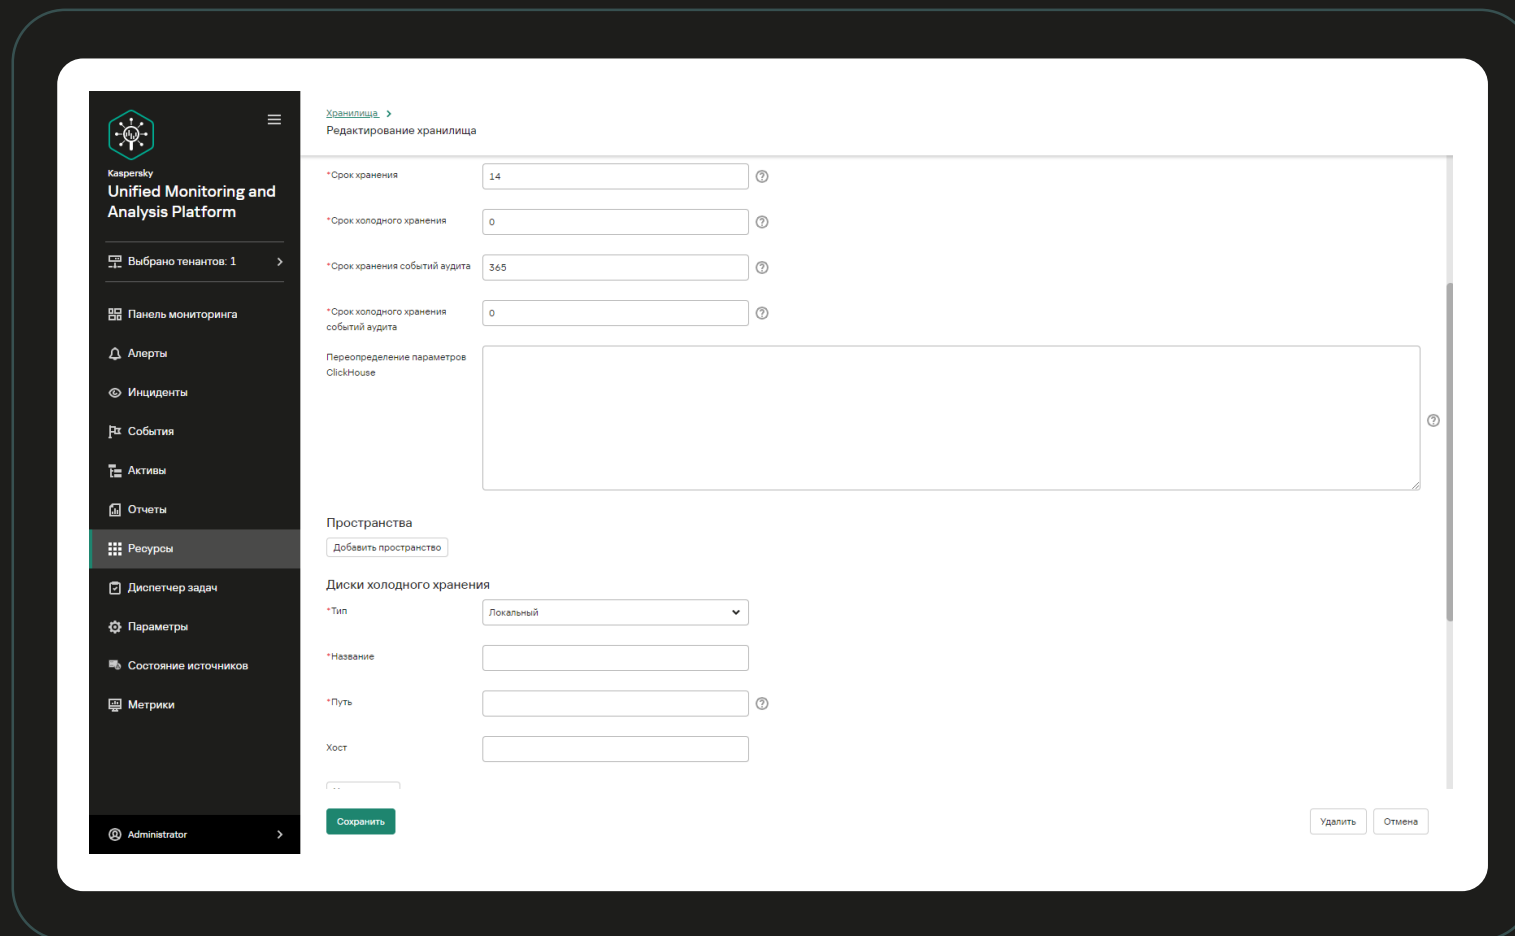 Kaspersky
Unified Monitoring and
Analysis Platform
Выбрано тенантов: 1
Панель мониторинга
Алерты
Инциденты
События
Активы
Отчеты
Ресурсы
Диспетчер задач
Параметры
Состояние источников
Метрики
Administrator
Хранилища >
Редактирование хранилища
*Срок хранения
14
*Срок холодного хранения
0
*Срок хранения событий аудита
365
*Срок холодного хранения
событий аудита
0
Переопределение параметров
ClickHouse
Пространства
Добавить пространство
Диски холодного хранения
*Тип
Локальный
*Название
*Путь
Хост
Сохранить
Удалить
Отмена